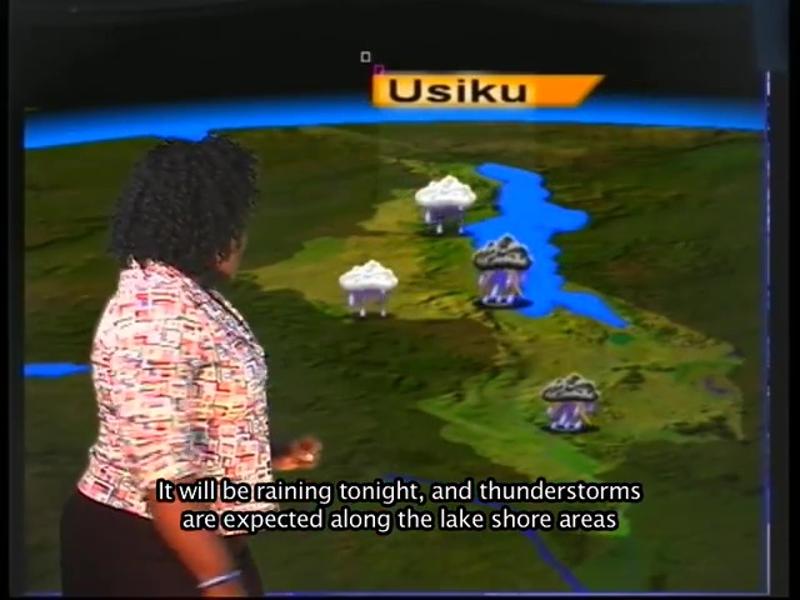 Usiku
It will be raining tonight, and thunderstorms
are expected along the lake shore areas